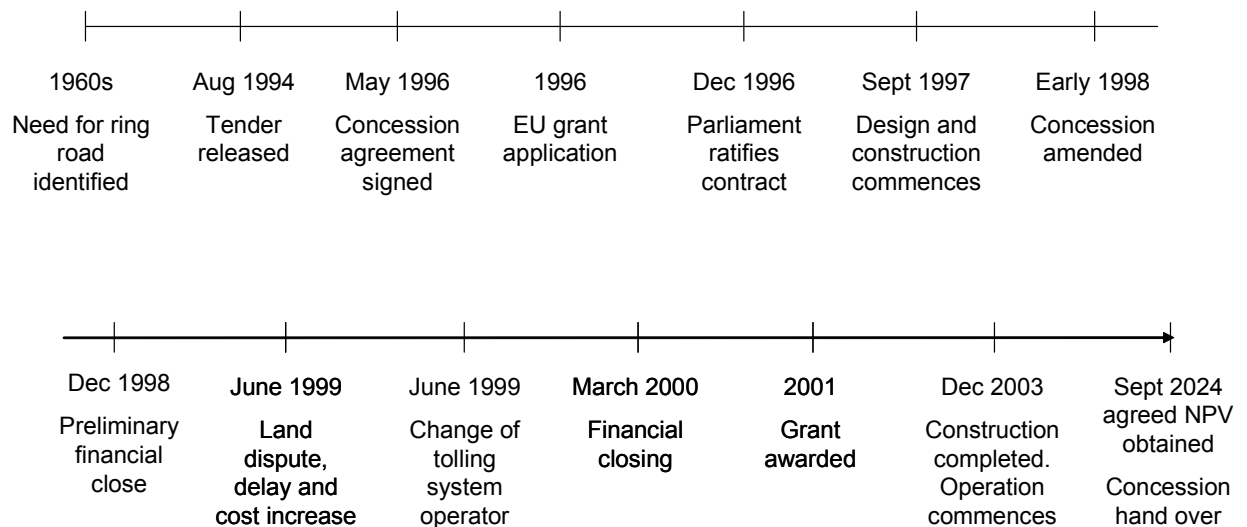 1960s
Need for ring
road
identified
Aug 1994
Tender
released
May 1996
Concession
agreement
signed
1996
EU grant
application
Dec 1996
Parliament
ratifies
contract
Sept 1997
Design and
construction
commences
Early 1998
Concession
amended
Dec 1998
Preliminary
financial
close
June 1999
Land
dispute,
delay and
cost increase
June 1999
Change of
tolling
system
operator
March 2000
Financial
closing
2001
Grant
awarded
Dec 2003
Construction
completed.
Operation
commences
Sept 2024
agreed NPV
obtained
Concession
hand over